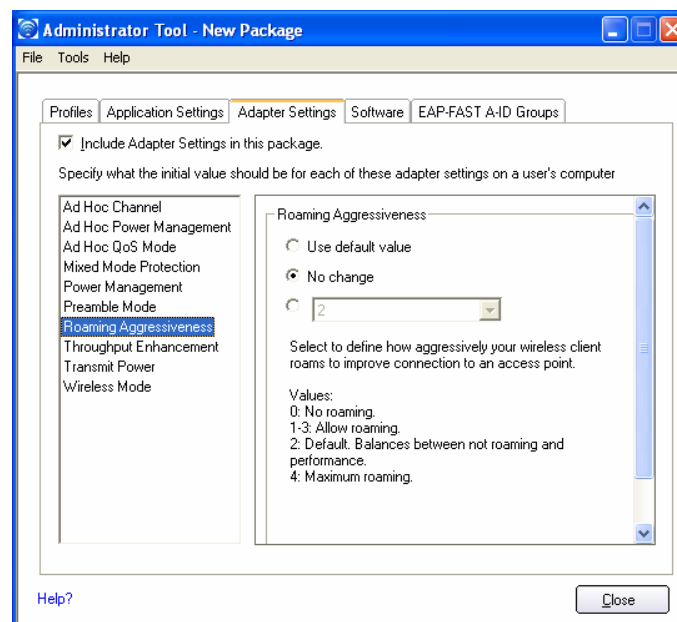 Administrator Tool - New Package
File Tools Help
Profiles Application Settings Adapter Settings Software EAP-FAST A-ID Groups
Include Adapter Settings in this package.
Specify what the initial value should be for each of these adapter settings on a user's computer
Ad Hoc Channel
Ad Hoc Power Management
Ad Hoc QoS Mode
Mixed Mode Protection
Power Management
Preamble Mode
Roaming Aggressiveness
Throughput Enhancement
Transmit Power
Wireless Mode
Roaming Aggressiveness
Use default value
No change
2
Select to define how aggressively your wireless client
roams to improve connection to an access point.
Values:
0: No roaming.
1-3: Allow roaming.
2: Default. Balances between not roaming and
performance.
4: Maximum roaming.
Help?
Close